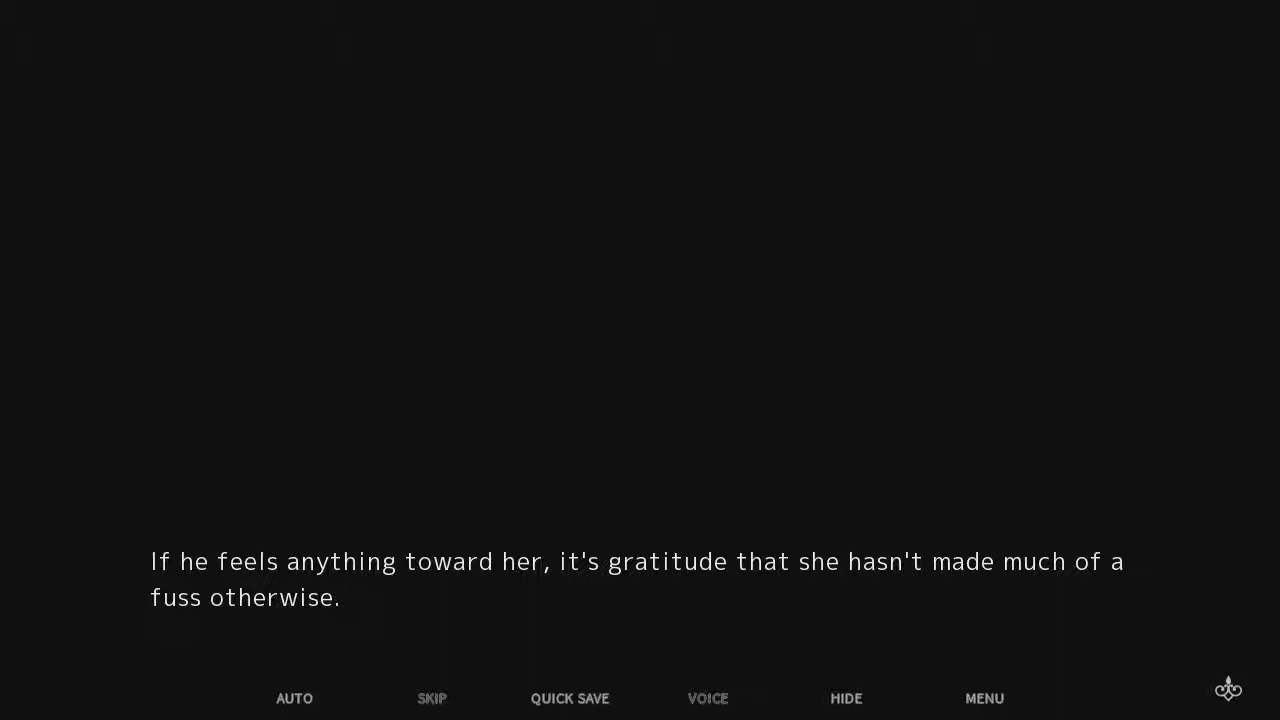 If he feels anything toward her, it's gratitude that she hasn't made much of a
fuss otherwise.
AUTO SKIP QUICK SAVE VOICE HIDE MENU